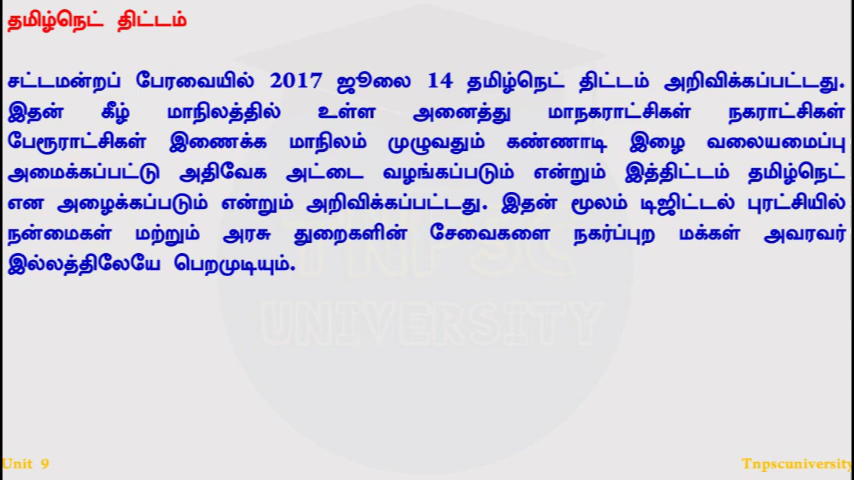 தமிழ்நெட் திட்டம்
சட்டமன்றப் பேரவையில் 2017 ஜூலை 14 தமிழ்நெட் திட்டம் அறிவிக்கப்பட்டது.
இதன் கீழ் மாநிலத்தில் உள்ள அனைத்து மாநகராட்சிகள் நகராட்சிகள்
பேரூராட்சிகள் இணைக்க மாநிலம் முழுவதும் கண்ணாடி இழை வலையமைப்பு
அமைக்கப்பட்டு அதிவேக அட்டை வழங்கப்படும் என்றும் இத்திட்டம் தமிழ்நெட்
என அழைக்கப்படும் என்றும் அறிவிக்கப்பட்டது. இதன் மூலம் டிஜிட்டல் புரட்சியில்
நன்மைகள் மற்றும் அரசு துறைகளின் சேவைகளை நகர்ப்புற மக்கள் அவரவர்
இல்லத்திலேயே பெறமுடியும்.
TNPSC
UNIVERSITY
Unit 9
Tnpscuniversity